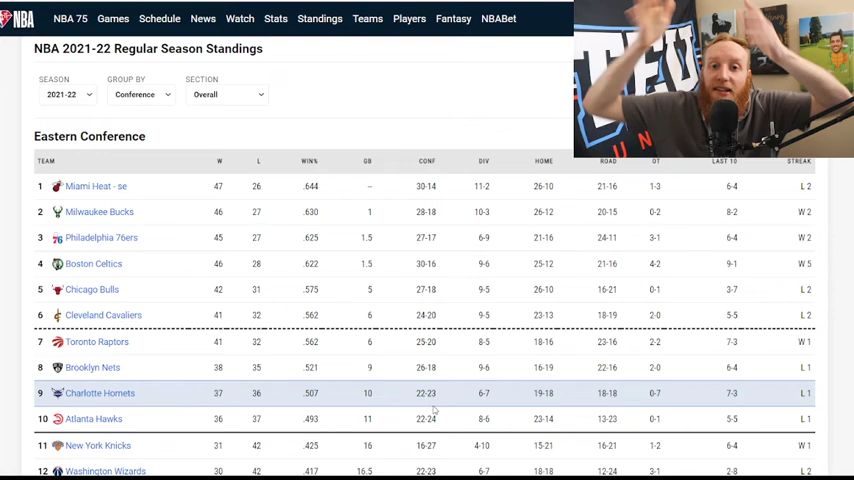 NBA NBA 75 Games Schedule News Watch Stats Standings Teams Players Fantasy NBABet
NBA 2021-22 Regular Season Standings
SEASON GROUP BY SECTION
2021-22 Conference Overall
Eastern Conference
TEAM W L WIN% GB CONF DIV HOME ROAD OT LAST 10 STREAK
1 Miami Heat - se 47 26 .644 – 30-14 11-2 26-10 21-16 1-3 6-4 L 2
2 Milwaukee Bucks 46 27 .630 1 28-18 10-3 26-12 20-15 0-2 8-2 W 2
3 76 Philadelphia 76ers 45 27 .625 1.5 27-17 6-9 21-16 24-11 3-1 6-4 W 2
4 Boston Celtics 46 28 .622 1.5 30-16 9-6 25-12 21-16 4-2 9-1 W 5
5 Chicago Bulls 42 31 .575 5 27-18 9-5 26-10 16-21 0-1 3-7 L 2
6 Cleveland Cavaliers 41 32 .562 6 24-20 9-5 23-13 18-19 2-0 5-5 L 2
7 Toronto Raptors 41 32 .562 6 25-20 8-5 18-16 23-16 2-2 7-3 W 1
8 Brooklyn Nets 38 35 .521 9 26-18 9-6 16-19 22-16 2-0 6-4 L 1
9 Charlotte Hornets 37 36 .507 10 22-23 6-7 19-18 18-18 0-7 7-3 L 1
10 Atlanta Hawks 36 37 .493 11 22-24 8-6 23-14 13-23 0-1 5-5 L 1
11 New York Knicks 31 42 .425 16 16-27 4-10 15-21 16-21 1-2 6-4 W 1
12 Washington Wizards 30 42 .417 16.5 22-23 6-7 18-18 12-24 3-1 2-8 L 2